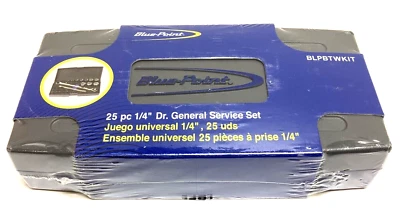 Blue-Point
BLPBTWKIT
Blue-Point
25 pc 1/4" Dr. General Service Set
Juego universal 1/4", 25 uds
Ensemble universel 25 pièces à prise 1/4"